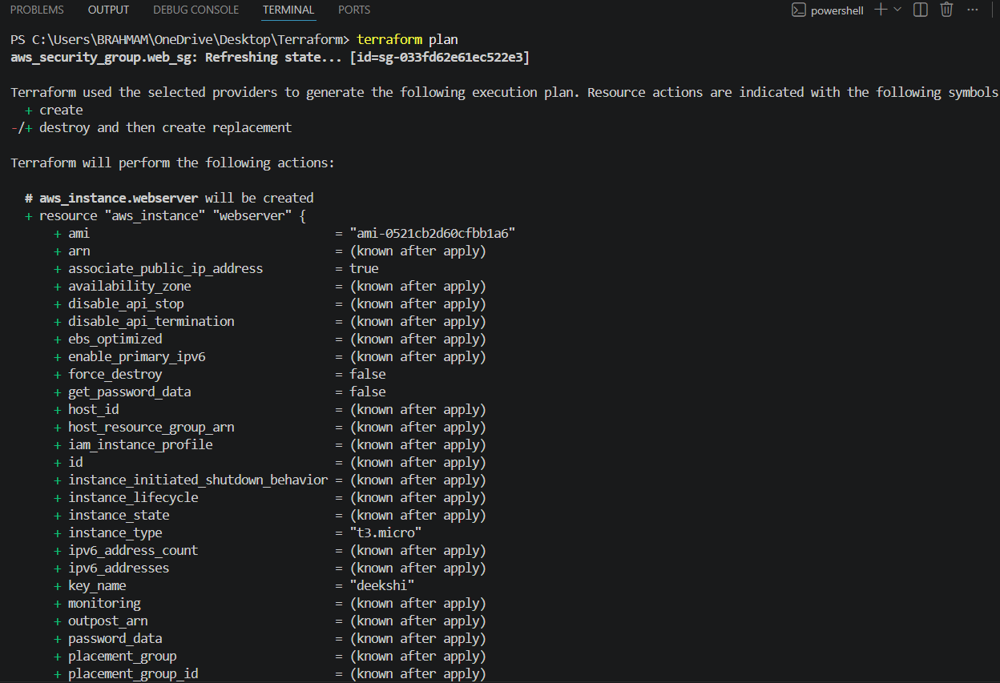 PROBLEMS OUTPUT DEBUG CONSOLE TERMINAL PORTS powershell
PS C:\Users\BRAHMAM\OneDrive\Desktop\Terraform> terraform plan
aws_security_group.web_sg: Refreshing state... [id=sg-033fd62e61ec522e3]
Terraform used the selected providers to generate the following execution plan. Resource actions are indicated with the following symbols
+ create
-/+ destroy and then create replacement
Terraform will perform the following actions:
# aws_instance.webserver will be created
+ resource "aws_instance" "webserver" {
+ ami = "ami-0521cb2d60cfbb1a6"
+ arn = (known after apply)
+ associate_public_ip_address = true
+ availability_zone = (known after apply)
+ disable_api_stop = (known after apply)
+ disable_api_termination = (known after apply)
+ ebs_optimized = (known after apply)
+ enable_primary_ipv6 = (known after apply)
+ force_destroy = false
+ get_password_data = false
+ host_id = (known after apply)
+ host_resource_group_arn = (known after apply)
+ iam_instance_profile = (known after apply)
+ id = (known after apply)
+ instance_initiated_shutdown_behavior = (known after apply)
+ instance_lifecycle = (known after apply)
+ instance_state = (known after apply)
+ instance_type = "t3.micro"
+ ipv6_address_count = (known after apply)
+ ipv6_addresses = (known after apply)
+ key_name = "deekshi"
+ monitoring = (known after apply)
+ outpost_arn = (known after apply)
+ password_data = (known after apply)
+ placement_group = (known after apply)
+ placement_group_id = (known after apply)